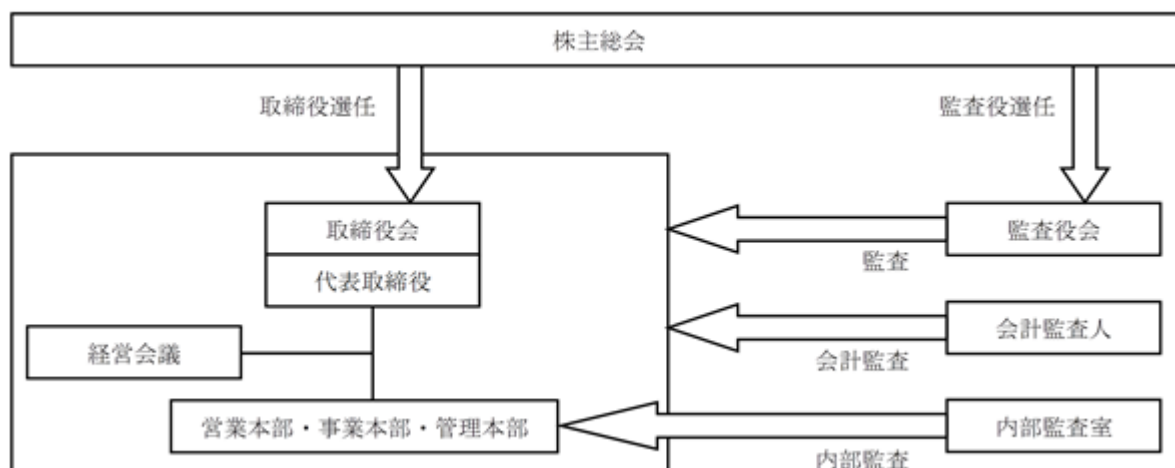 株主総会
取締役選任
監査役選任
取締役会
監査役会
監査
代表取締役
会計監査人
経営会議
会計監査
営業本部・事業本部・管理本部
内部監査室
内部監査